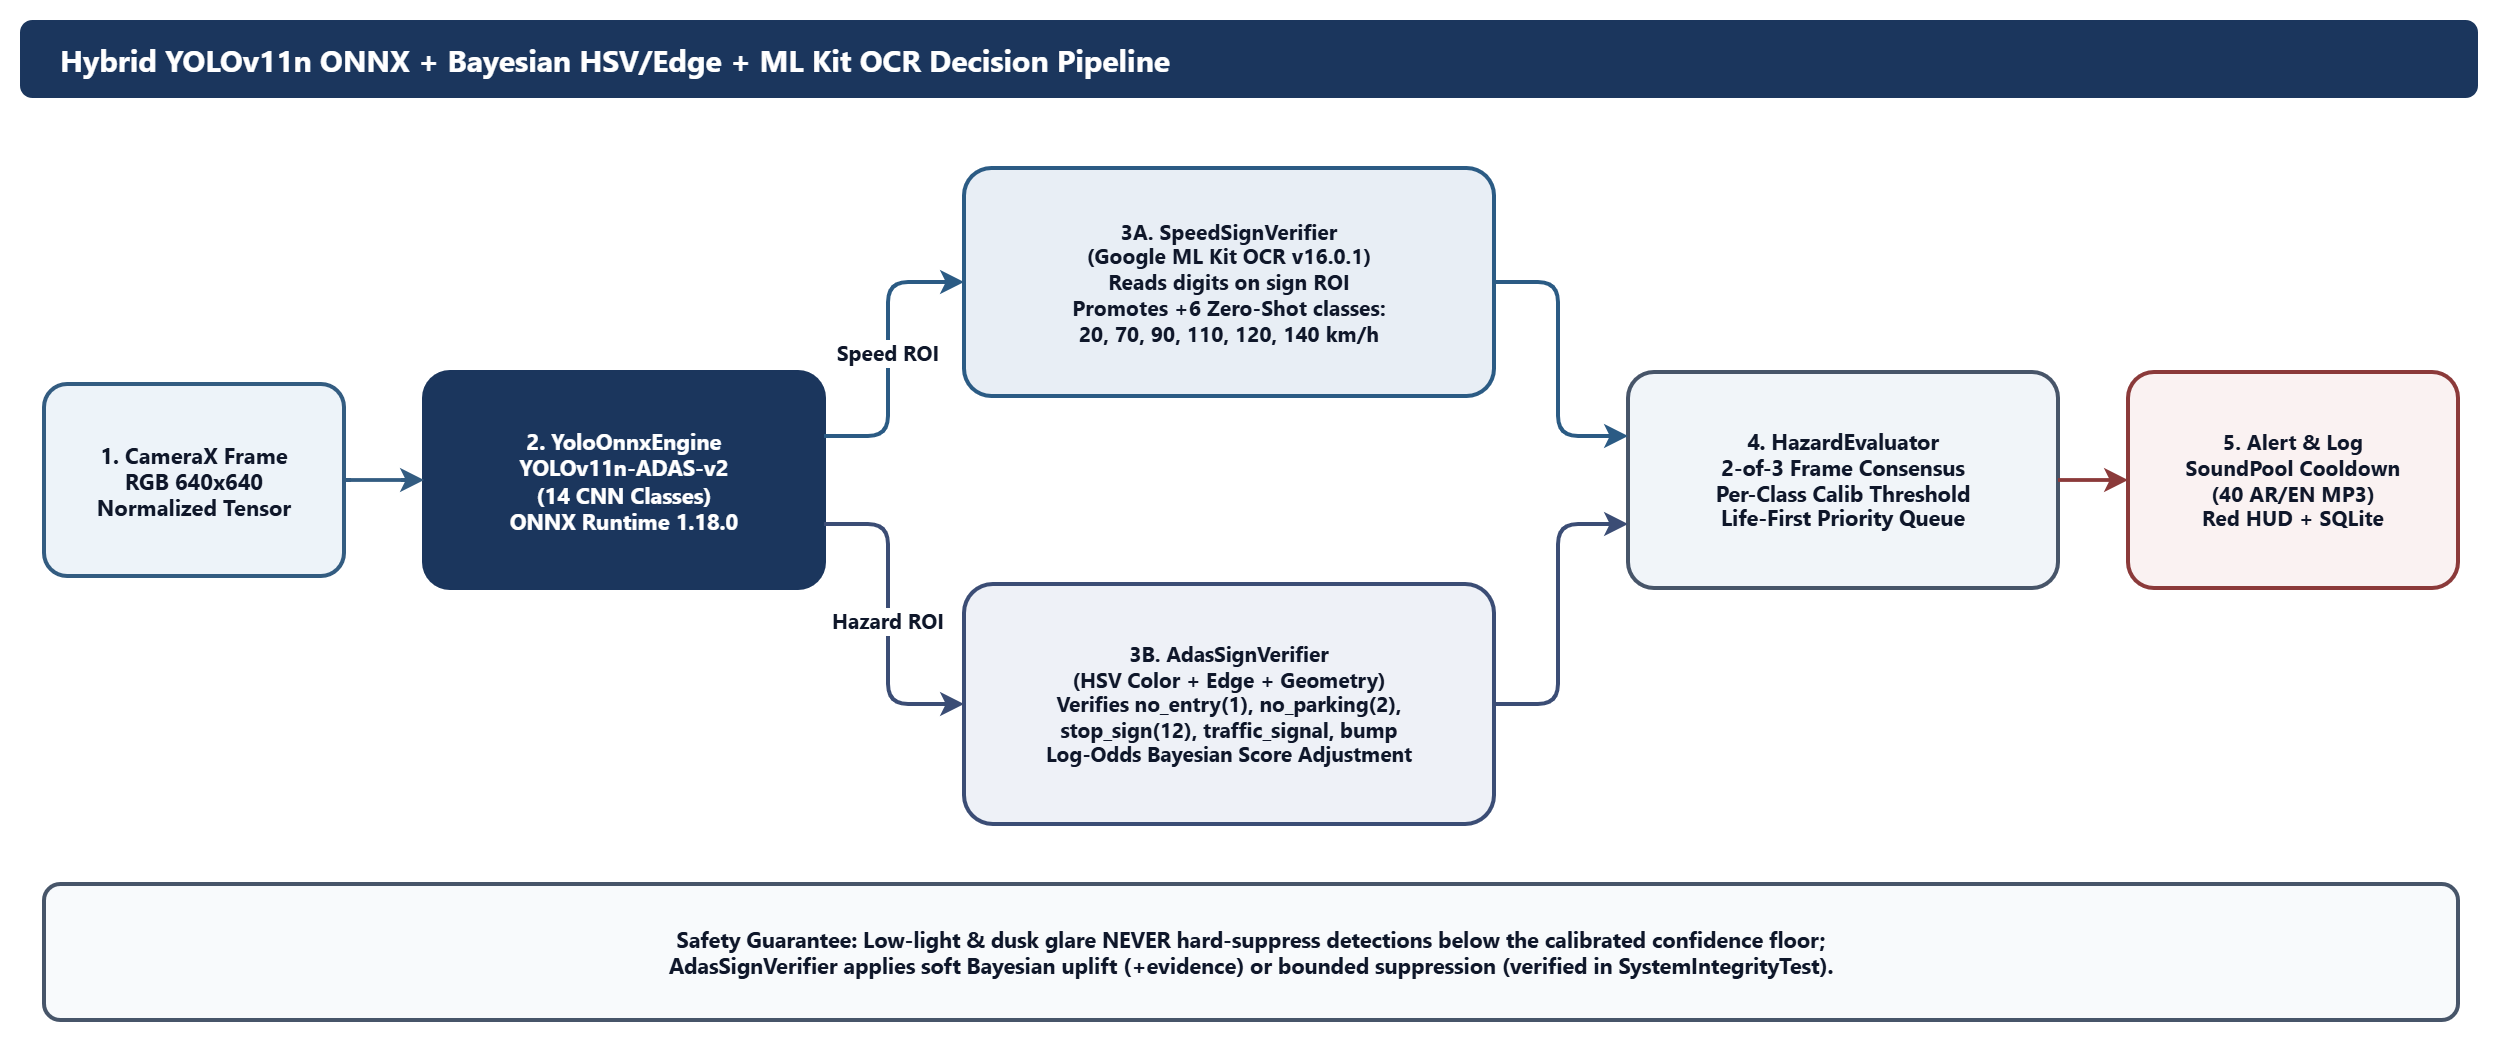 Hybrid YOLOv11n ONNX + Bayesian HSV/Edge + ML Kit OCR Decision Pipeline
1. CameraX Frame
RGB 640x640
Normalized Tensor
2. YoloOnnxEngine
YOLOv11n-ADAS-v2
(14 CNN Classes)
ONNX Runtime 1.18.0
Speed ROI
Hazard ROI
3A. SpeedSignVerifier
(Google ML Kit OCR v16.0.1)
Reads digits on sign ROI
Promotes +6 Zero-Shot classes:
20, 70, 90, 110, 120, 140 km/h
3B. AdasSignVerifier
(HSV Color + Edge + Geometry)
Verifies no_entry(1), no_parking(2),
stop_sign(12), traffic_signal, bump
Log-Odds Bayesian Score Adjustment
4. HazardEvaluator
2-of-3 Frame Consensus
Per-Class Calib Threshold
Life-First Priority Queue
5. Alert & Log
SoundPool Cooldown
(40 AR/EN MP3)
Red HUD + SQLite
Safety Guarantee: Low-light & dusk glare NEVER hard-suppress detections below the calibrated confidence floor;
AdasSignVerifier applies soft Bayesian uplift (+evidence) or bounded suppression (verified in SystemIntegrityTest).